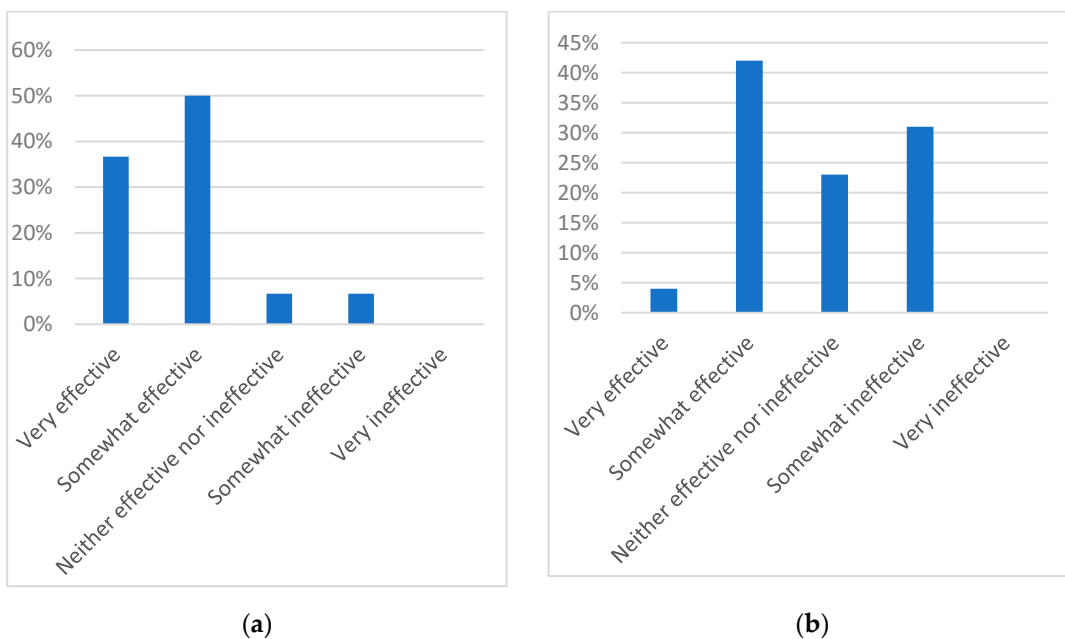 60%
50%
40%
30%
20%
10%
0%
Very effective
Somewhat effective
Neither effective nor ineffective
Somewhat ineffective
Very ineffective
(a)
45%
40%
35%
30%
25%
20%
15%
10%
5%
0%
Very effective
Somewhat effective
Neither effective nor ineffective
Somewhat ineffective
Very ineffective
(b)